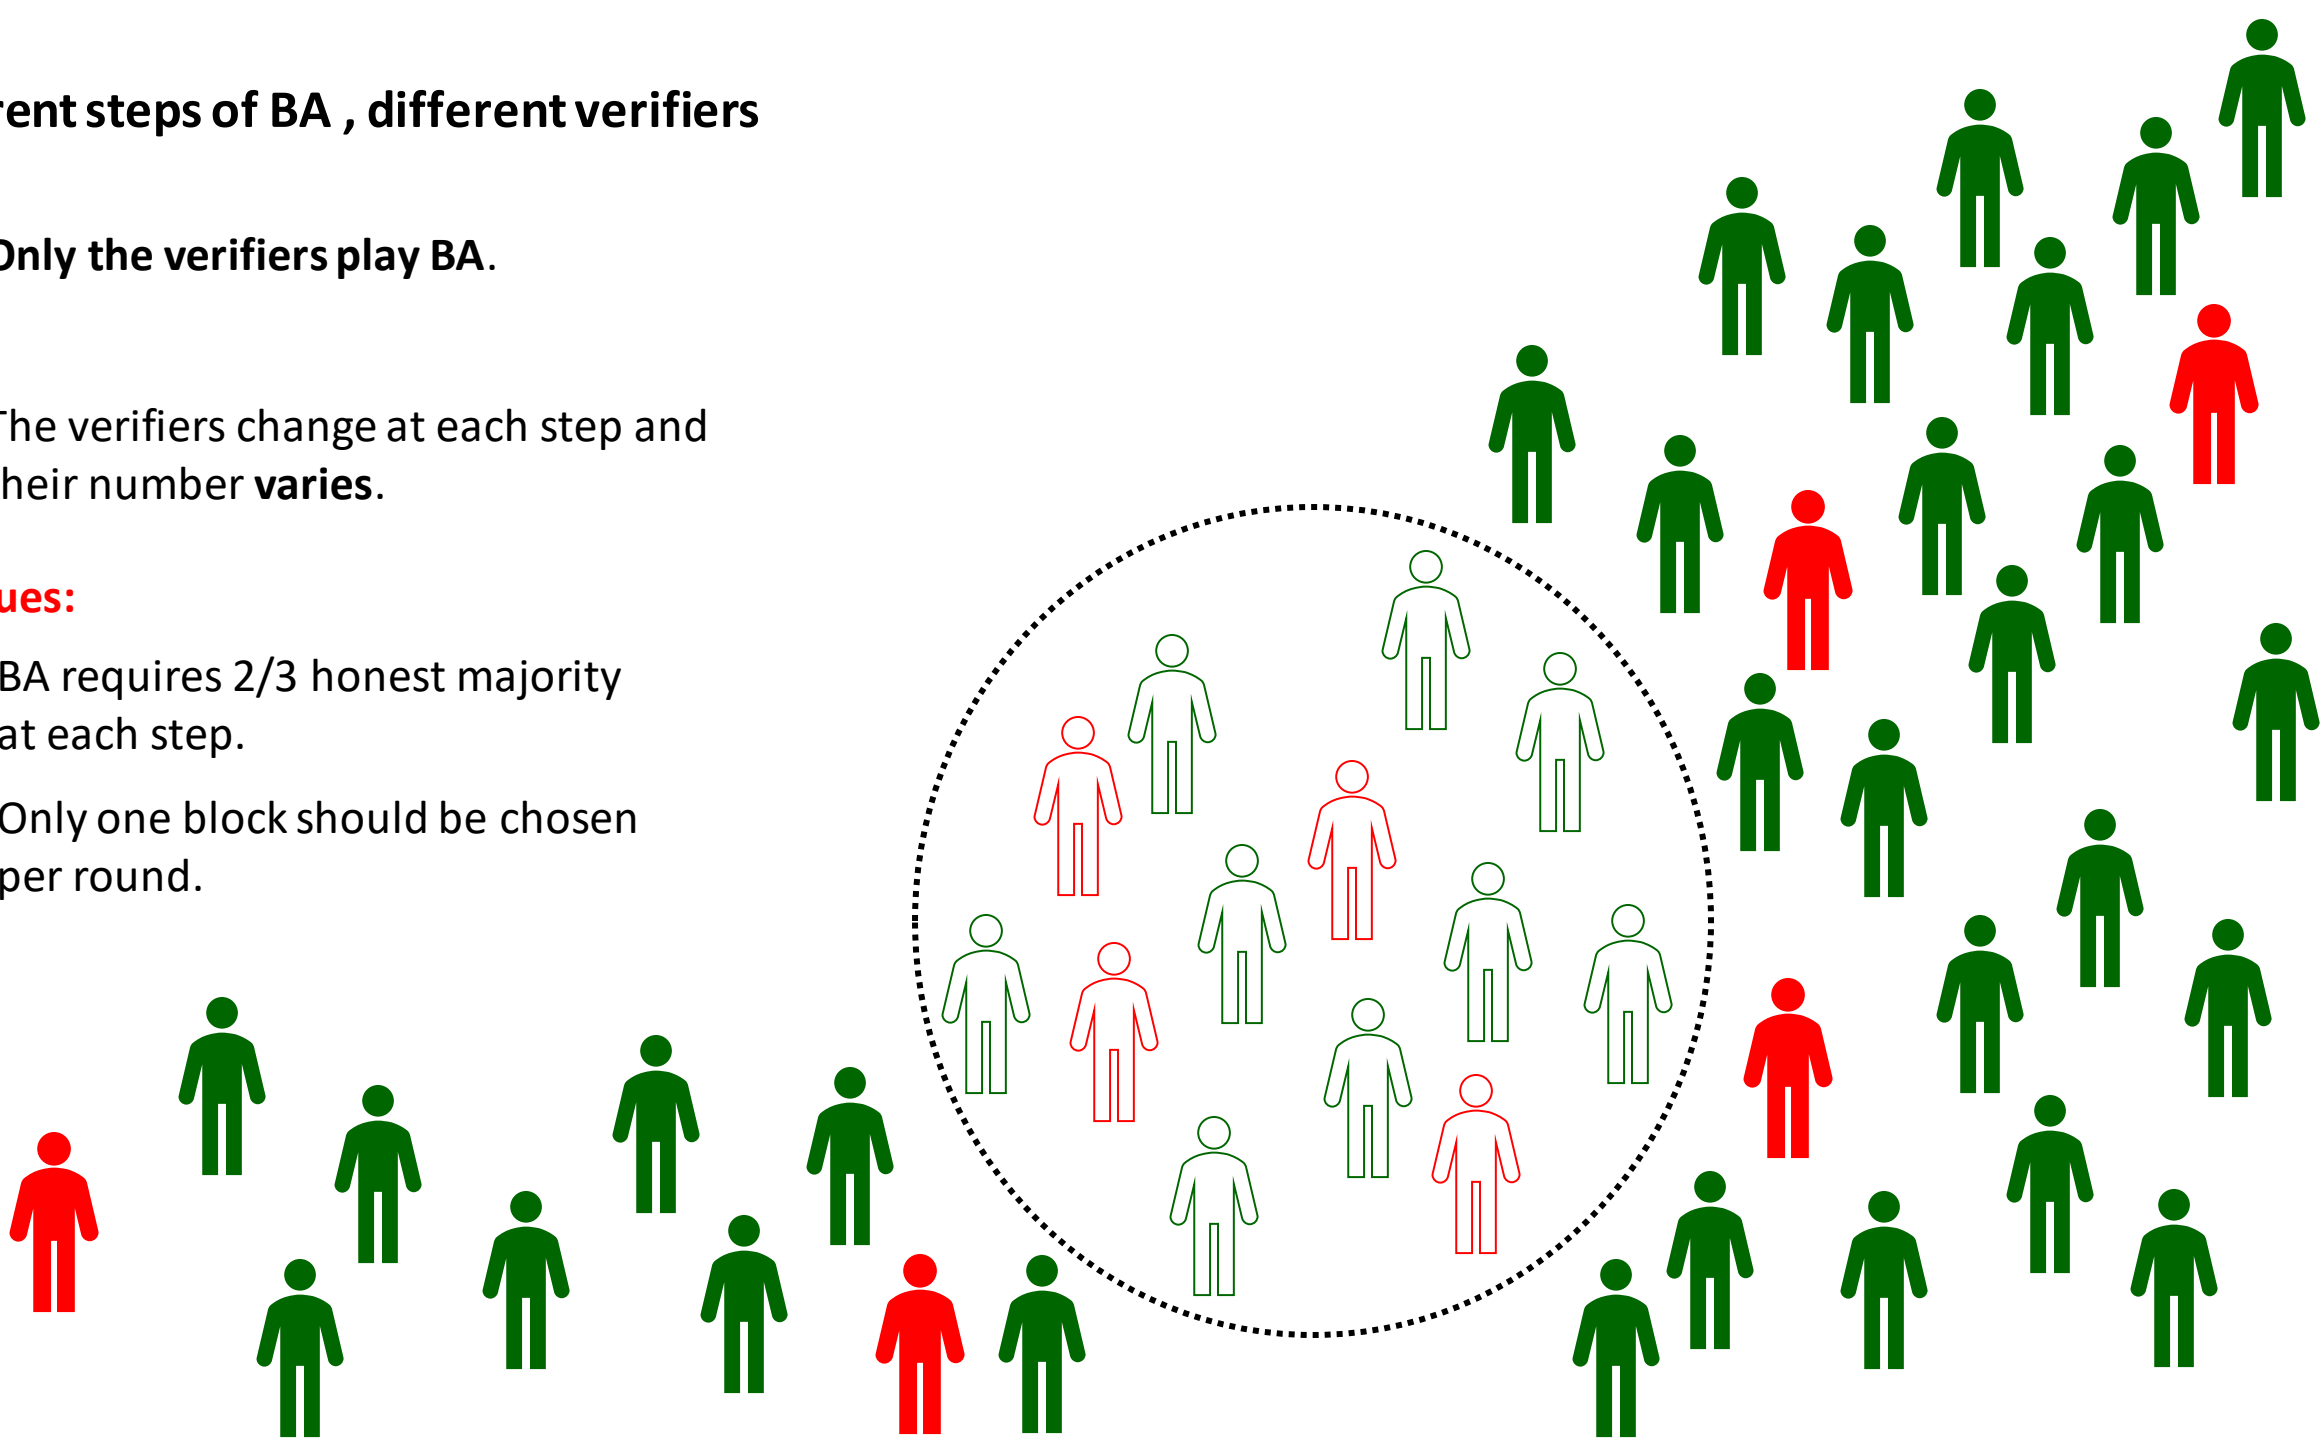 rent steps of BA , different verifiers
Only the verifiers play BA.
The verifiers change at each step and
heir number varies.
ues:
BA requires 2/3 honest majority
at each step.
Only one block should be chosen
per round.